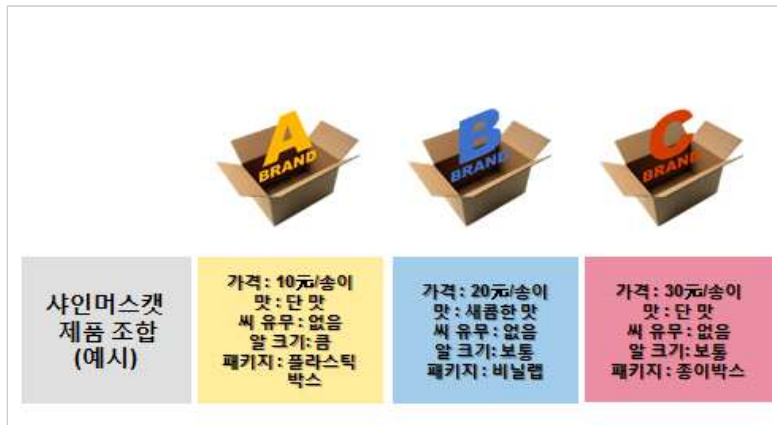 A
BRAND
B
BRAND
C
BRAND
샤인머스캣
제품 조합
(예시)
가격 : 10元/송이
맛 : 단 맛
씨 유무 : 없음
알 크기: 큼
패키지 : 플라스틱
박스
가격 : 20元/송이
맛 : 새콤한 맛
씨 유무 : 없음
알 크기: 보통
패키지 : 비닐랩
가격 : 30元/송이
맛 : 단 맛
씨 유무 : 없음
알 크기: 보통
패키지 : 종이박스